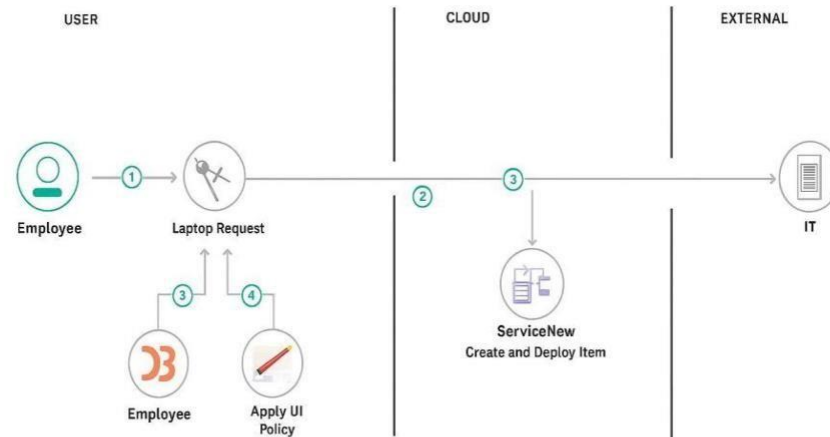 USER
CLOUD
EXTERNAL
1
2
3
Employee
Laptop Request
IT
3
4
ServiceNew
Create and Deploy Item
Employee
Apply UI
Policy